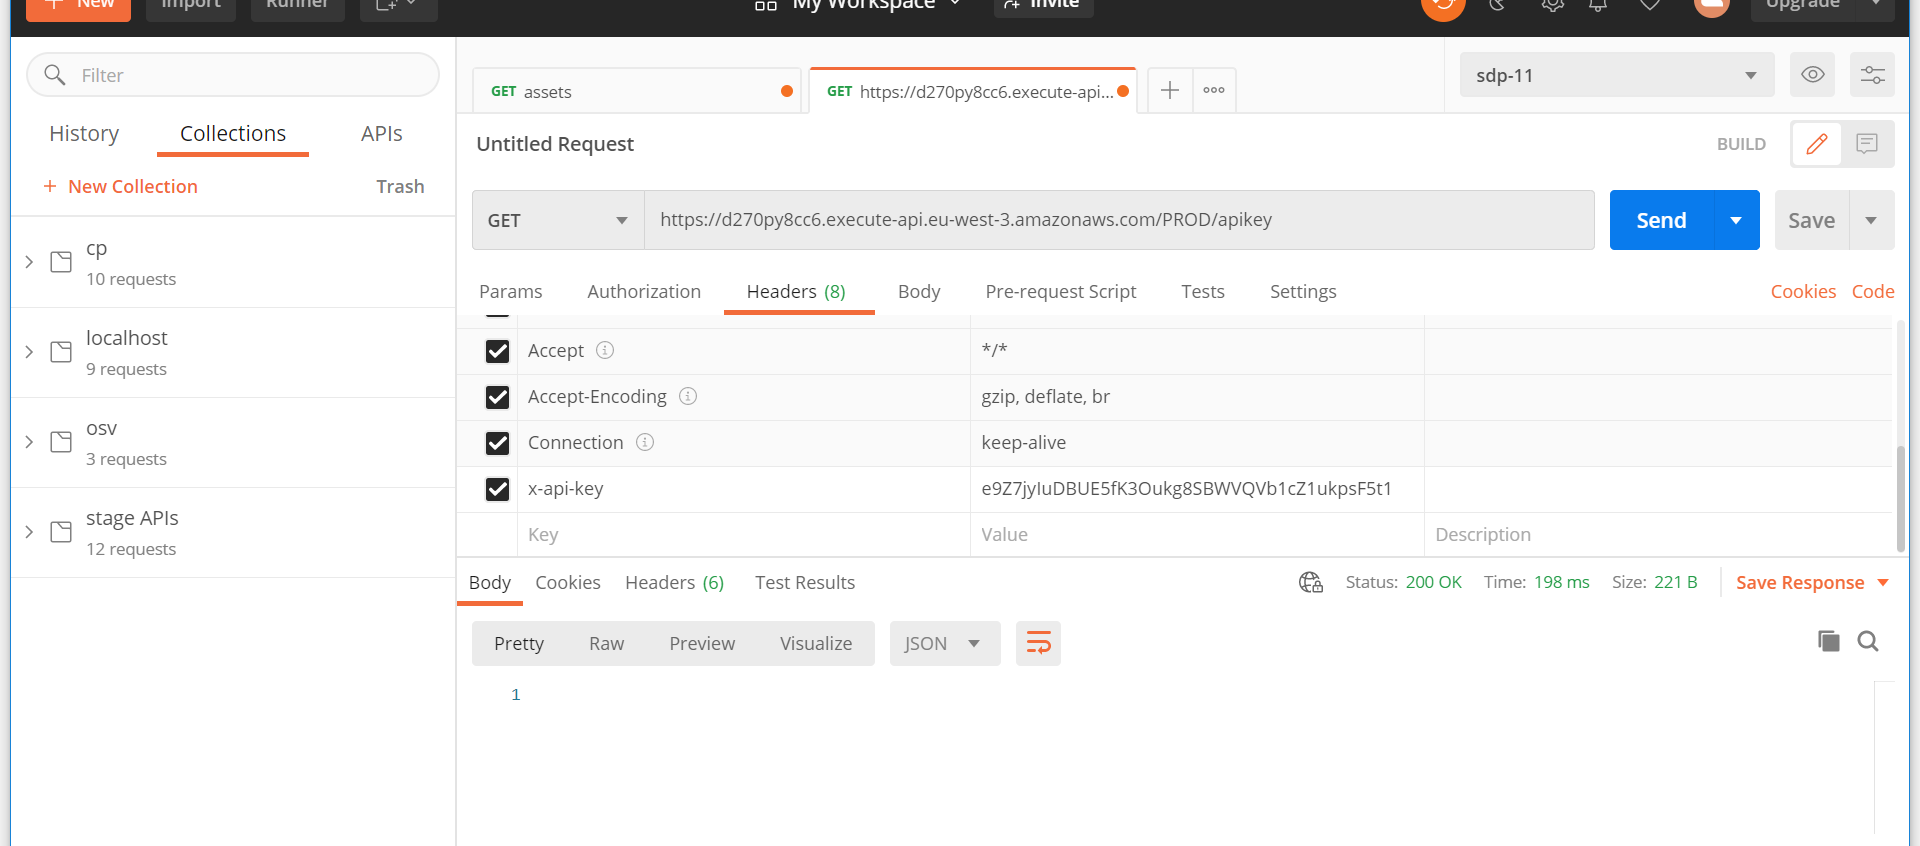 New Import Runner My Workspace Invite Upgrade
Filter
History Collections APIs
+ New Collection Trash
cp
10 requests
localhost
9 requests
osv
3 requests
stage APIs
12 requests
GET assets
GET https://d270py8cc6.execute-api...
sdp-11
Untitled Request BUILD
GET https://d270py8cc6.execute-api.eu-west-3.amazonaws.com/PROD/apikey Send Save
Params Authorization Headers (8) Body Pre-request Script Tests Settings Cookies Code
Accept */*
Accept-Encoding gzip, deflate, br
Connection keep-alive
x-api-key e9Z7jyIuDBUE5fK3Oukg8SBWVQVb1cZ1ukpsF5t1
Key Value Description
Body Cookies Headers (6) Test Results Status: 200 OK Time: 198 ms Size: 221 B Save Response
Pretty Raw Preview Visualize JSON
1